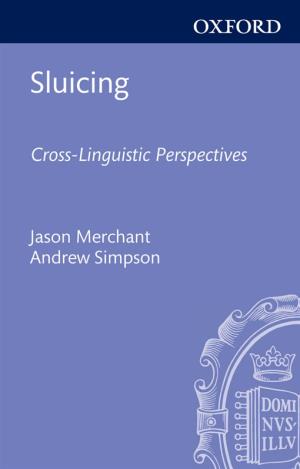 OXFORD
Sluicing
Cross-Linguistic Perspectives
Jason Merchant
Andrew Simpson
DOMI
NVS·
ILLV